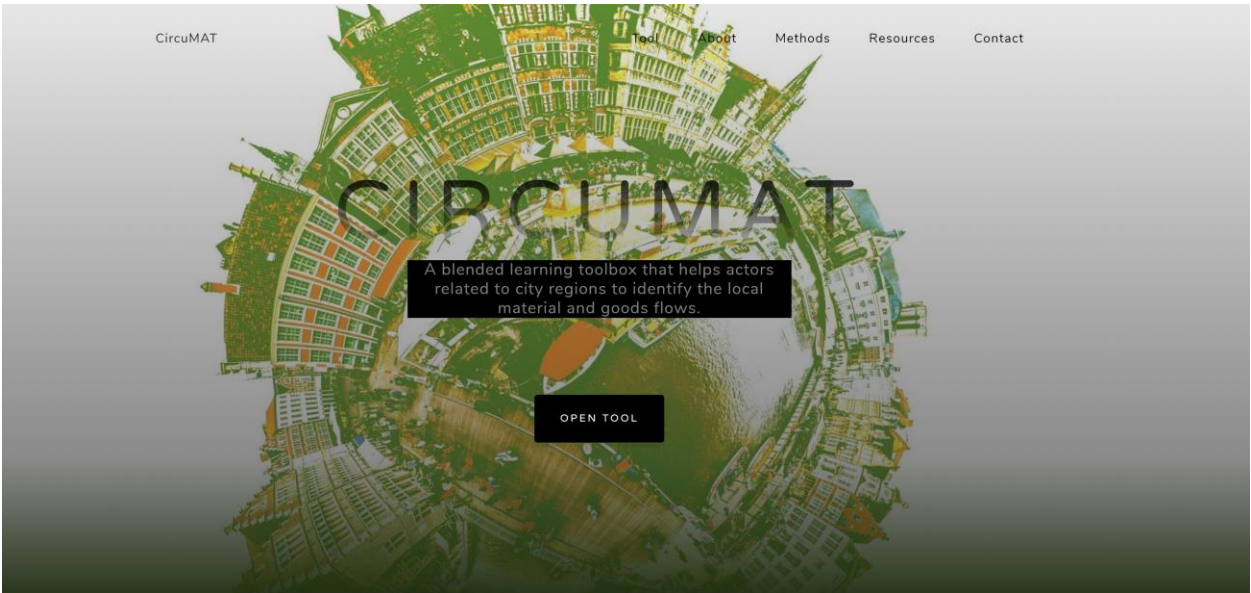 CircuMAT
Tool About Methods Resources Contact
CIRCUMAT
A blended learning toolbox that helps actors
related to city regions to identify the local
material and goods flows.
OPEN TOOL